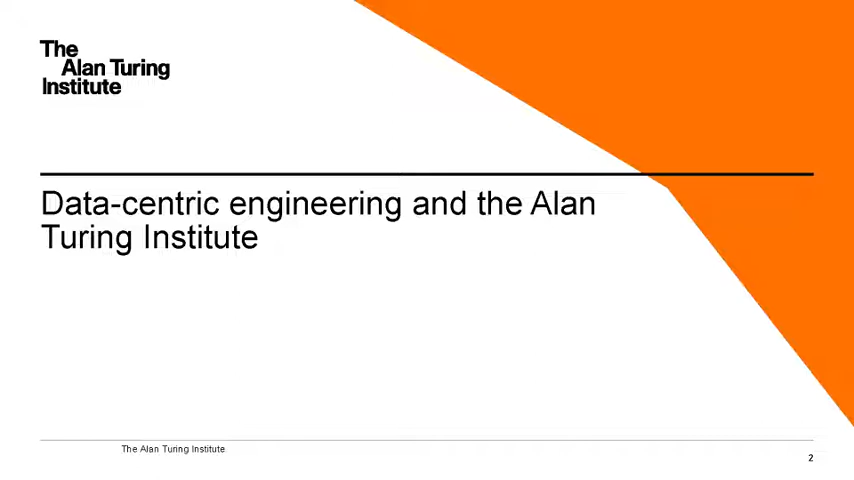 The
Alan Turing
Institute
Data-centric engineering and the Alan
Turing Institute
The Alan Turing Institute
2